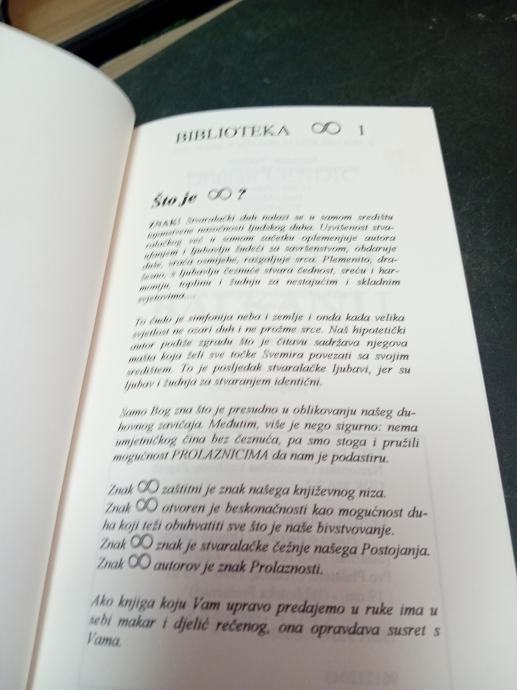 BIBLIOTEKA ∞ 1
Što je ∞ ?
ZNAK! Stvaralački duh nalazi se u samom središtu
tajanstvene nazočnosti ljudskog duha. Uzvišenost stva-
ralačkog već u samom začetku oplemenjuje autora
ufanjem i ljubavlju žudeći za savršenstvom, obdaruje
duše, vraća osmijehe, razgaljuje srca. Plemenito, dra-
žesno, s ljubavlju čeznuće stvara čednost, sreću i har-
moniju, toplinu i žudnju za nestajućim i skladnim
svjetovima....
To čudo je simfonija neba i zemlje i onda kada velika
svjetlost ne ozari duh i ne prožme srce. Naš hipotetički
autor podiže zgradu što je čitavu sadržava njegova
mašta koja želi sve točke Svemira povezati sa svojim
središtem. To je posljedak stvaralačke ljubavi, jer su
ljubav i žudnja za stvaranjem identični.
Samo Bog zna što je presudno u oblikovanju našeg du-
hovnog zavičaja. Međutim, više je nego sigurno: nema
umjetničkog čina bez čeznuća, pa smo stoga i pružili
mogućnost PROLAZNICIMA da nam je podastiru.
Znak ∞ zaštitni je znak našega književnog niza.
Znak ∞ otvoren je beskonačnosti kao mogućnost du-
ha koji teži obuhvatiti sve što je naše bivstvovanje.
Znak ∞ znak je stvaralačke čežnje našega Postojanja.
Znak ∞ autorov je znak Prolaznosti.
Ako knjiga koju Vam upravo predajemo u ruke ima u
sebi makar i djelić rečenog, ona opravdava susret s
Vama.